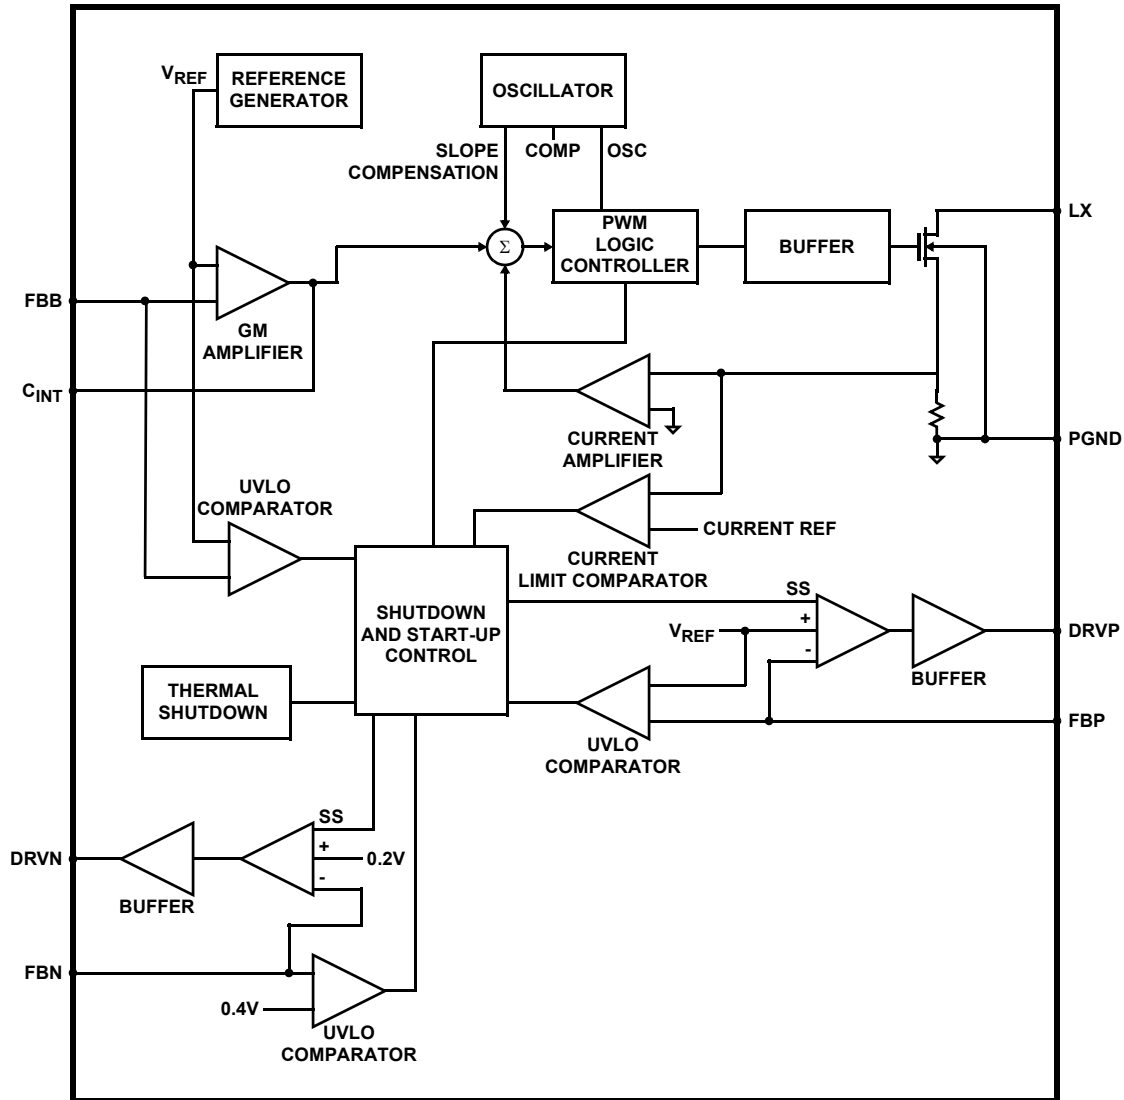 VREF
REFERENCE
GENERATOR
OSCILLATOR
SLOPE
COMPENSATION
COMP
OSC
LX
PWM
LOGIC
CONTROLLER
BUFFER
Σ
FBB
GM
AMPLIFIER
CINT
CURRENT
AMPLIFIER
PGND
UVLO
COMPARATOR
CURRENT REF
CURRENT
LIMIT COMPARATOR
SHUTDOWN
AND START-UP
CONTROL
SS
VREF
+
-
DRVP
BUFFER
THERMAL
SHUTDOWN
FBP
UVLO
COMPARATOR
SS
DRVN
+
0.2V
-
BUFFER
FBN
0.4V
UVLO
COMPARATOR